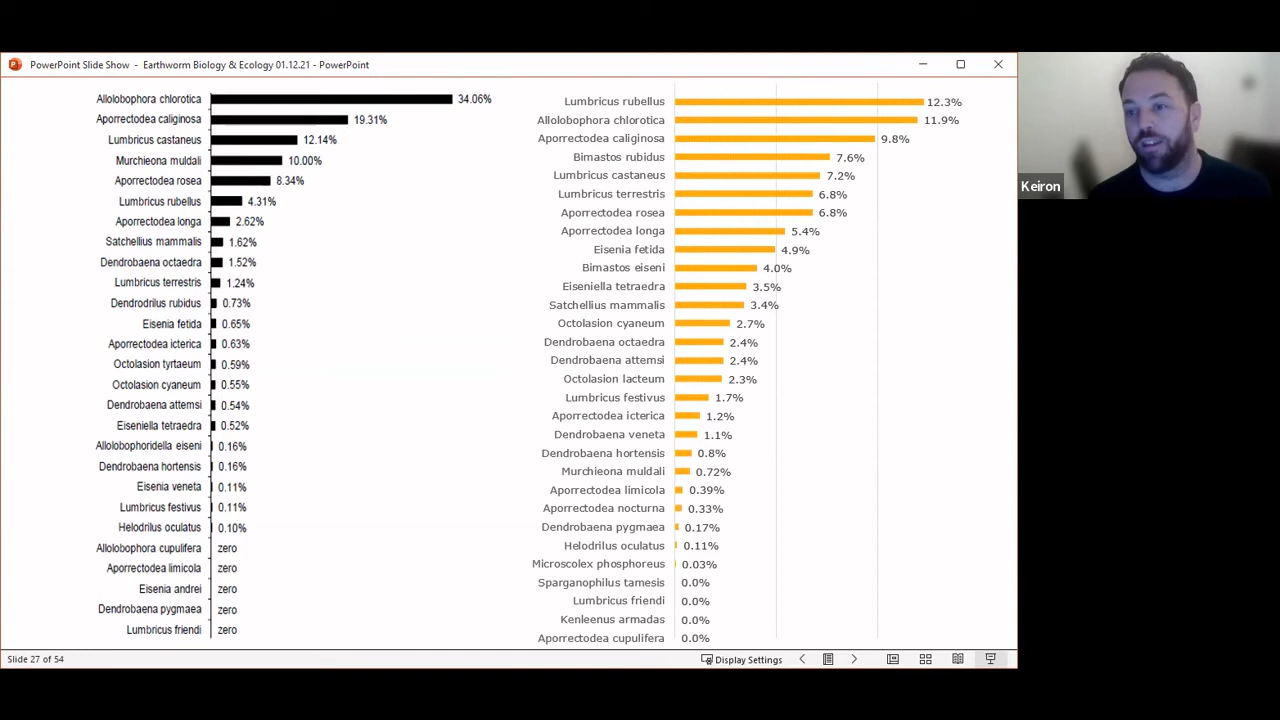 PowerPoint Slide Show - Earthworm Biology & Ecology 01.12.21 - PowerPoint
Allolobophora chlorotica 34.06%
Aporrectodea caliginosa 19.31%
Lumbricus castaneus 12.14%
Murchieona muldali 10.00%
Aporrectodea rosea 8.34%
Lumbricus rubellus 4.31%
Aporrectodea longa 2.62%
Satchellius mammalis 1.62%
Dendrobaena octaedra 1.52%
Lumbricus terrestris 1.24%
Dendrodrilus rubidus 0.73%
Eisenia fetida 0.65%
Aporrectodea icterica 0.63%
Octolasion tyrtaeum 0.59%
Octolasion cyaneum 0.55%
Dendrobaena attemsi 0.54%
Eiseniella tetraedra 0.52%
Allolobophoridella eiseni 0.16%
Dendrobaena hortensis 0.16%
Eisenia veneta 0.11%
Lumbricus festivus 0.11%
Helodrilus oculatus 0.10%
Allolobophora cupulifera zero
Aporrectodea limicola zero
Eisenia andrei zero
Dendrobaena pygmaea zero
Lumbricus friendi zero
Lumbricus rubellus 12.3%
Allolobophora chlorotica 11.9%
Aporrectodea caliginosa 9.8%
Bimastos rubidus 7.6%
Lumbricus castaneus 7.2%
Lumbricus terrestris 6.8%
Aporrectodea rosea 6.8%
Aporrectodea longa 5.4%
Eisenia fetida 4.9%
Bimastos eiseni 4.0%
Eiseniella tetraedra 3.5%
Satchellius mammalis 3.4%
Octolasion cyaneum 2.7%
Dendrobaena octaedra 2.4%
Dendrobaena attemsi 2.4%
Octolasion lacteum 2.3%
Lumbricus festivus 1.7%
Aporrectodea icterica 1.2%
Dendrobaena veneta 1.1%
Dendrobaena hortensis 0.8%
Murchieona muldali 0.72%
Aporrectodea limicola 0.39%
Aporrectodea nocturna 0.33%
Dendrobaena pygmaea 0.17%
Helodrilus oculatus 0.11%
Microscolex phosphoreus 0.03%
Sparganophilus tamesis 0.0%
Lumbricus friendi 0.0%
Kenleenus armadas 0.0%
Aporrectodea cupulifera 0.0%
Keiron
Slide 27 of 54
Display Settings